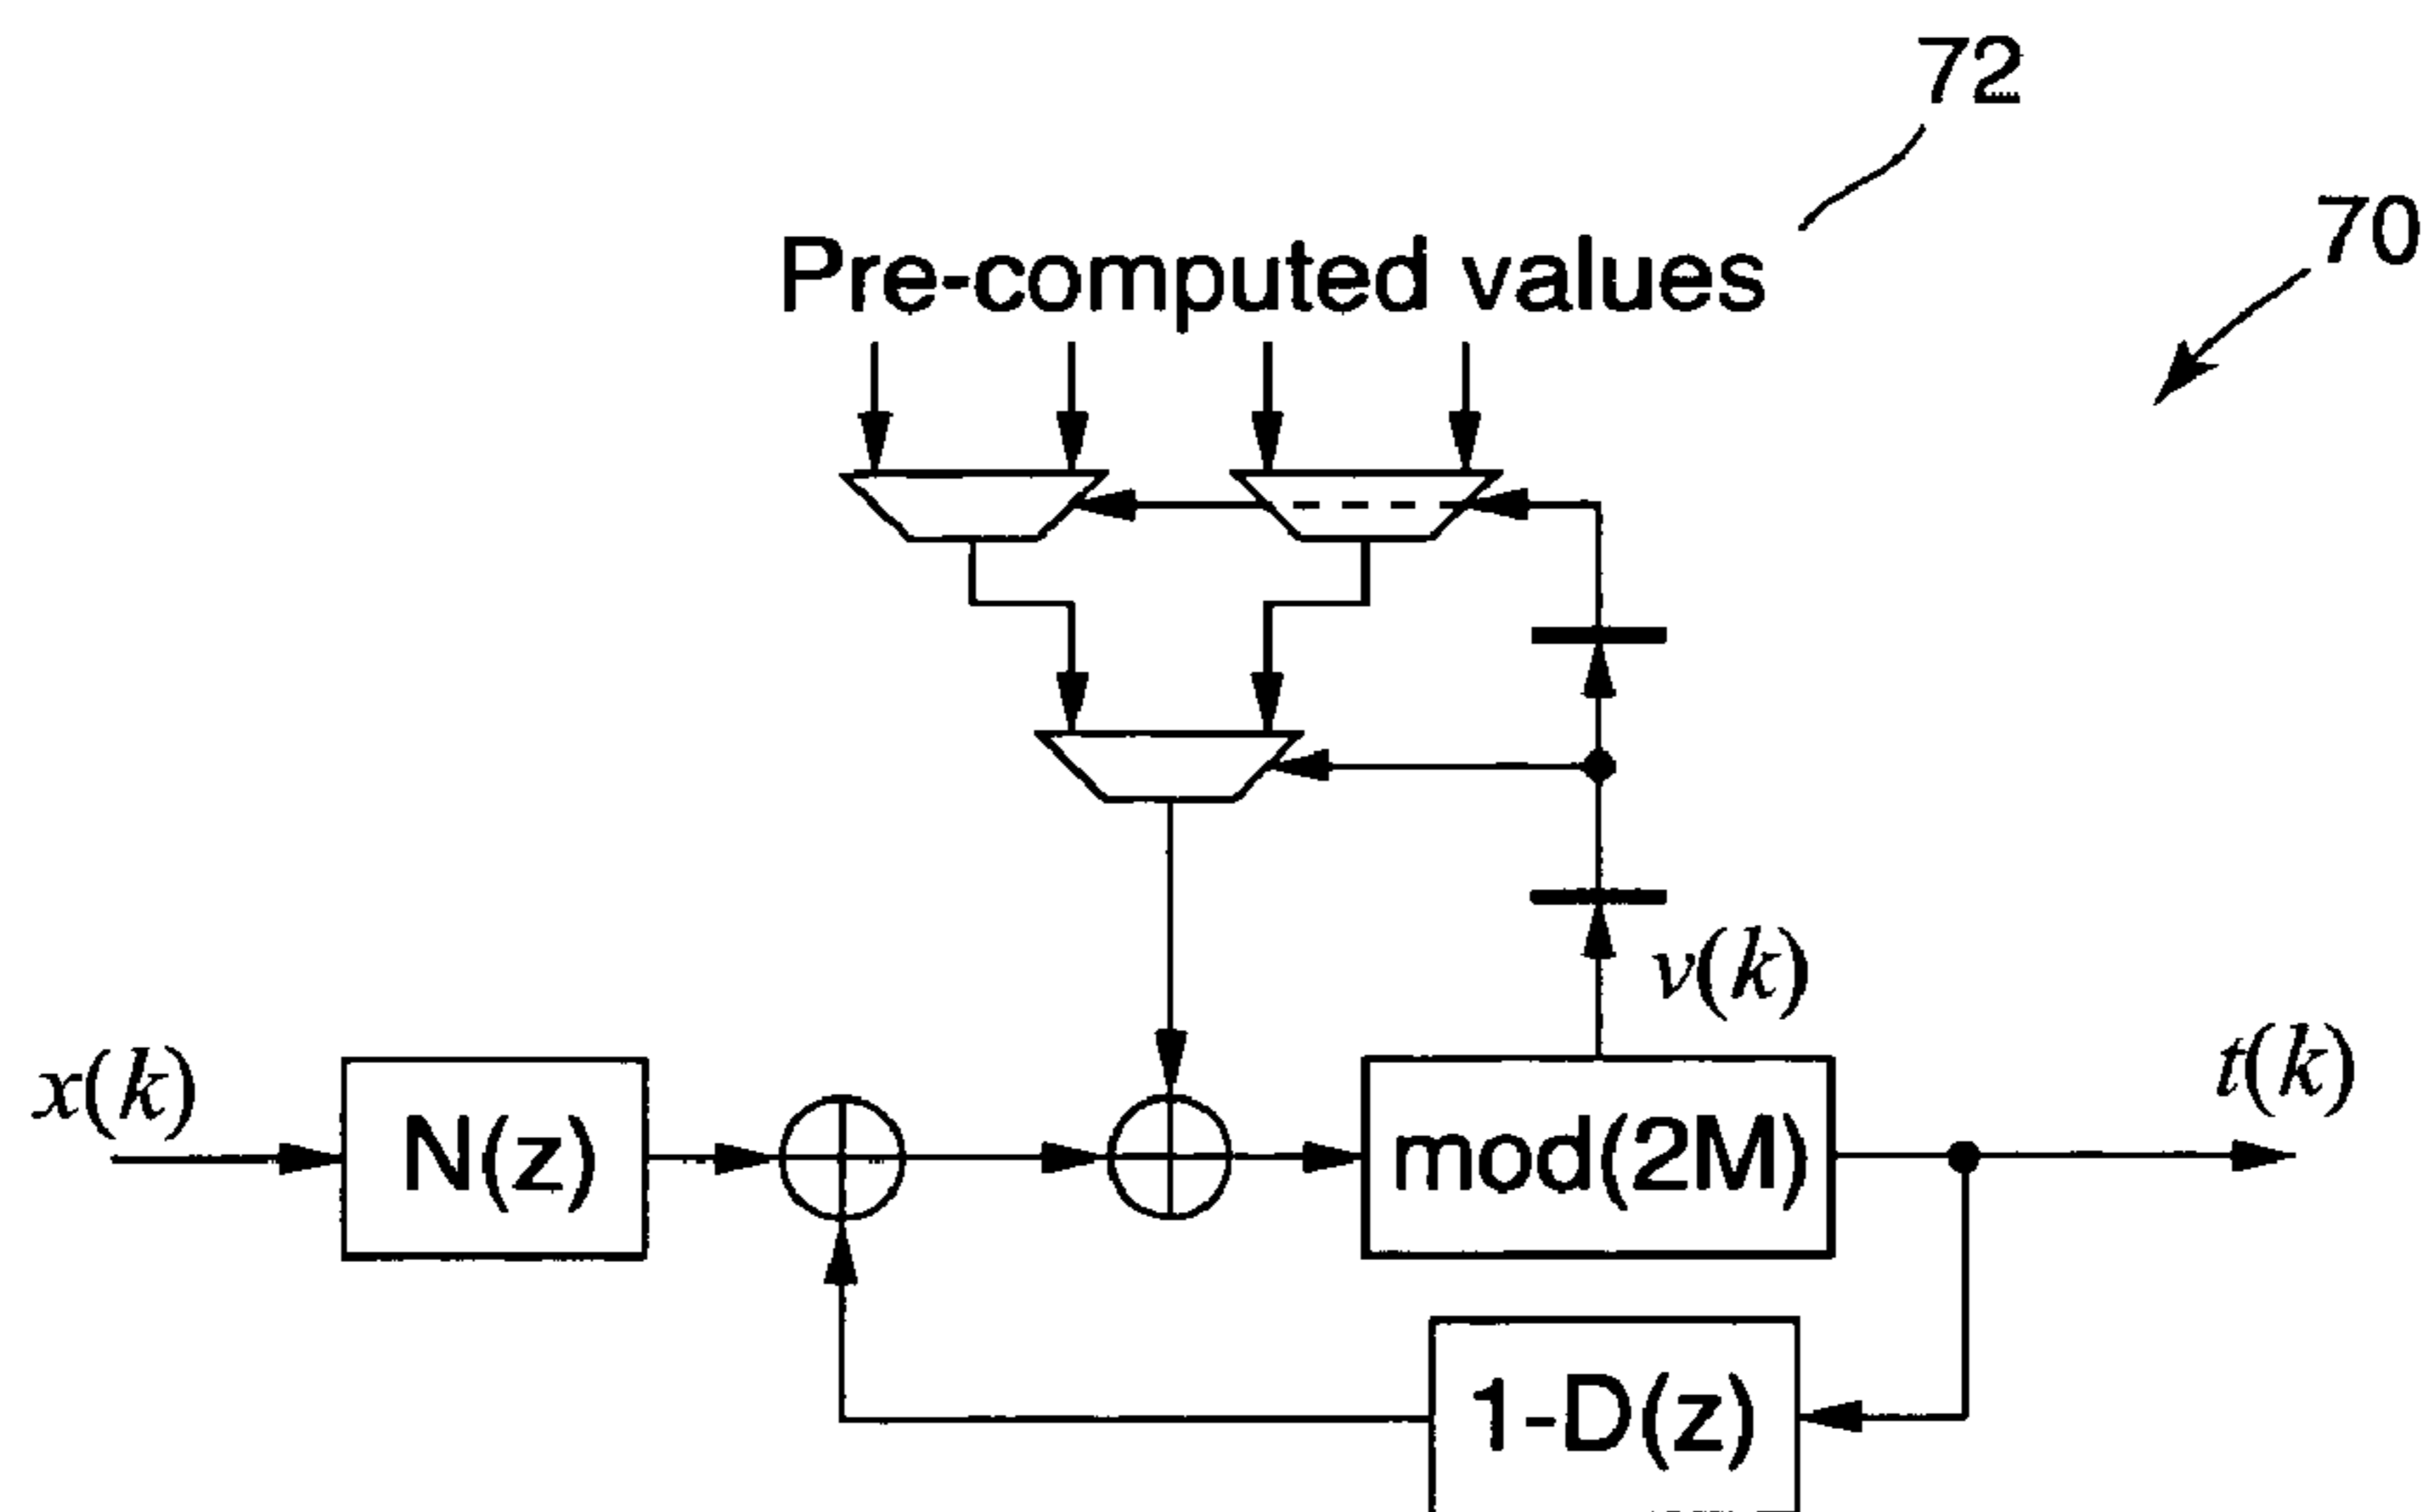 72
70
Pre-computed values
v(k)
x(k)
N(z)
mod(2M)
t(k)
1-D(z)